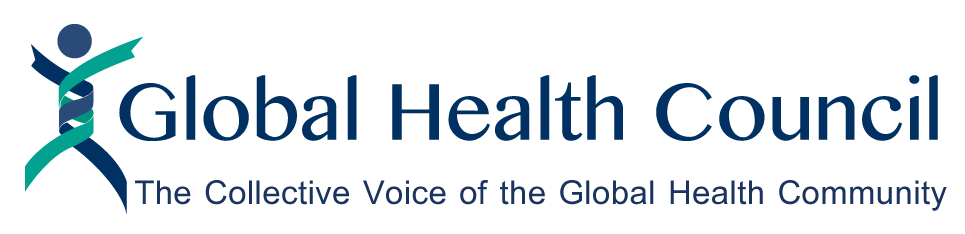 Global Health Council
The Collective Voice of the Global Health Community